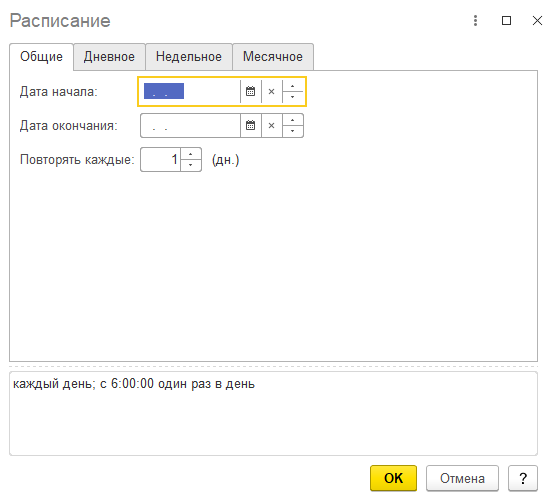 Расписание
Общие Дневное Недельное Месячное
Дата начала: . .
Дата окончания: . .
Повторять каждые: 1 (дн.)
каждый день; с 6:00:00 один раз в день
OK Отмена ?